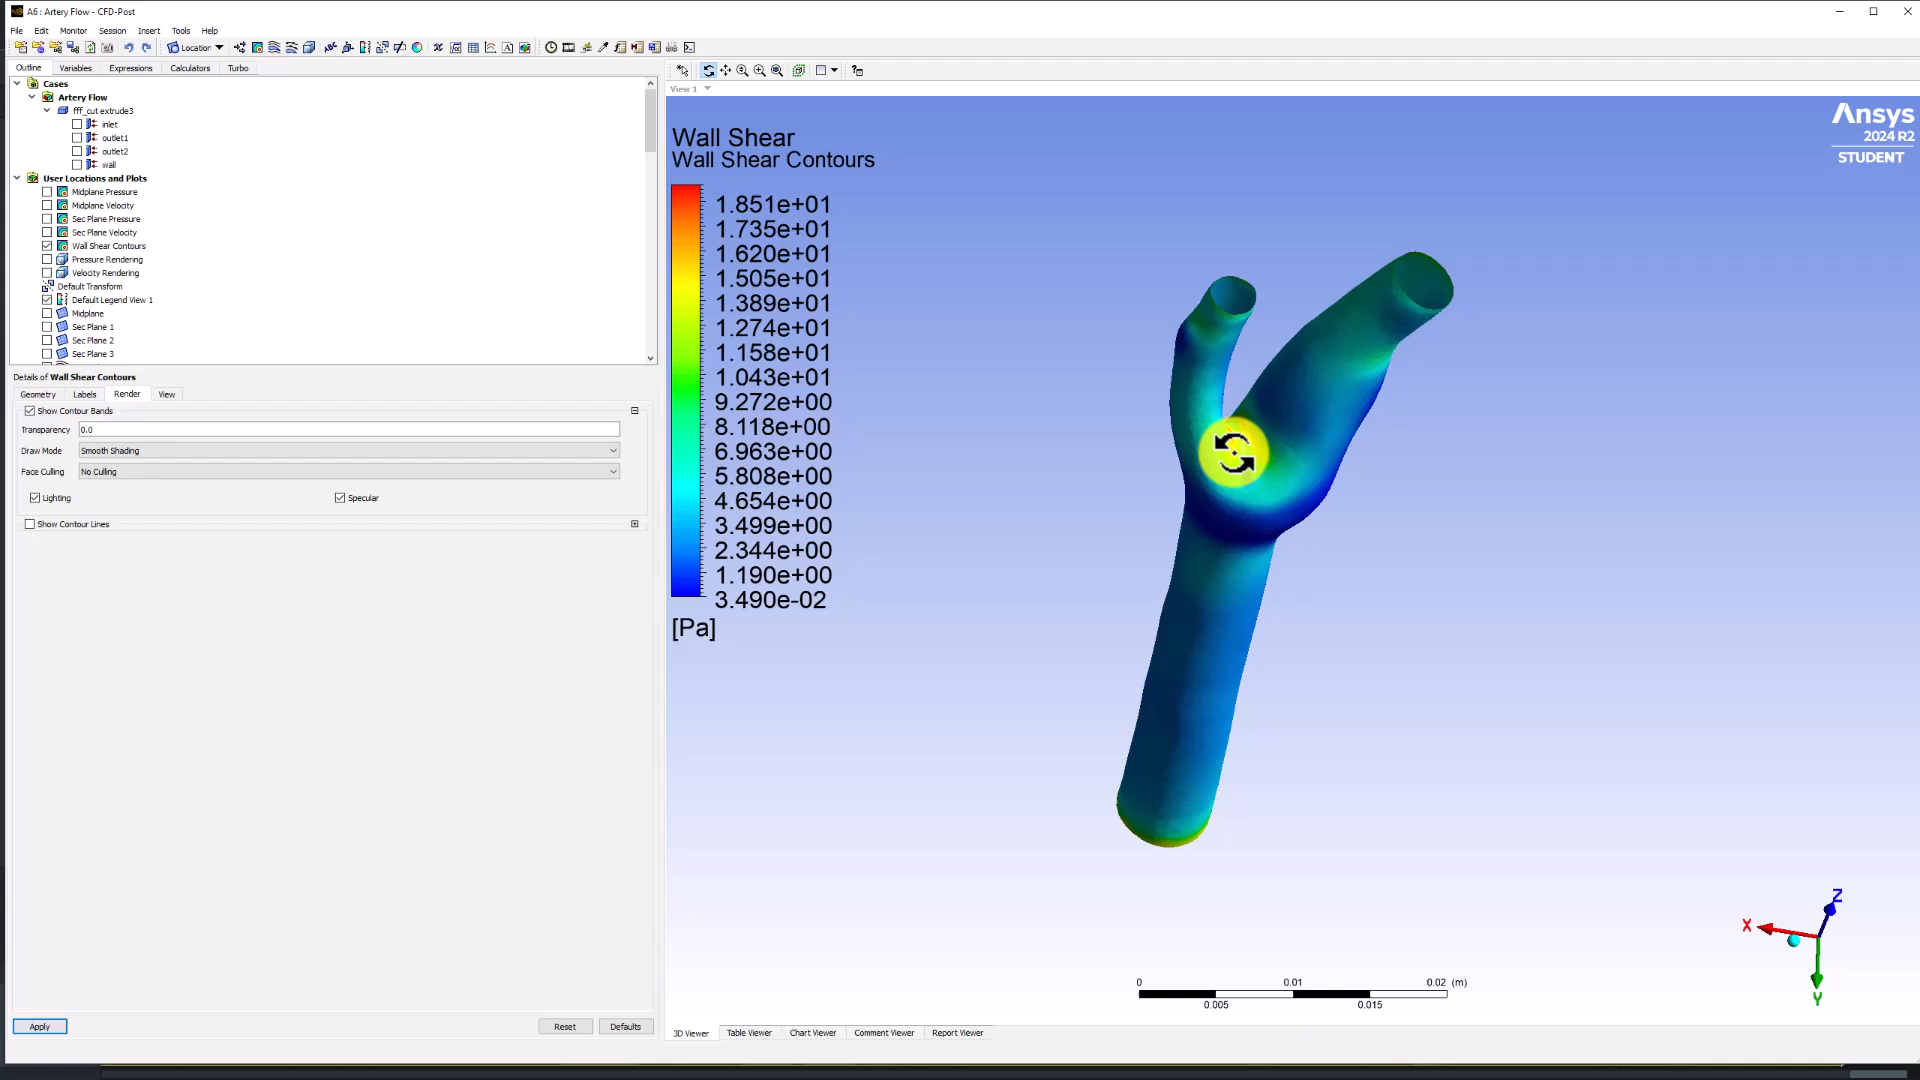 A6 : Artery Flow - CFD-Post
File Edit Monitor Session Insert Tools Help
Location
Outline Variables Expressions Calculators Turbo
Cases
Artery Flow
fff_cut extrude3
inlet
outlet1
outlet2
wall
User Locations and Plots
Midplane Pressure
Midplane Velocity
Sec Plane Pressure
Sec Plane Velocity
Wall Shear Contours
Pressure Rendering
Velocity Rendering
Default Transform
Default Legend View 1
Midplane
Sec Plane 1
Sec Plane 2
Sec Plane 3
Details of Wall Shear Contours
Geometry Labels Render View
Show Contour Bands
Transparency 0.0
Draw Mode Smooth Shading
Face Culling No Culling
Lighting Specular
Show Contour Lines
Apply Reset Defaults
View 1
Wall Shear
Wall Shear Contours
1.851e+01
1.735e+01
1.620e+01
1.505e+01
1.389e+01
1.274e+01
1.158e+01
1.043e+01
9.272e+00
8.118e+00
6.963e+00
5.808e+00
4.654e+00
3.499e+00
2.344e+00
1.190e+00
3.490e-02
[Pa]
Ansys
2024 R2
STUDENT
Z
X
Y
0 0.01 0.02 (m)
0.005 0.015
3D Viewer Table Viewer Chart Viewer Comment Viewer Report Viewer